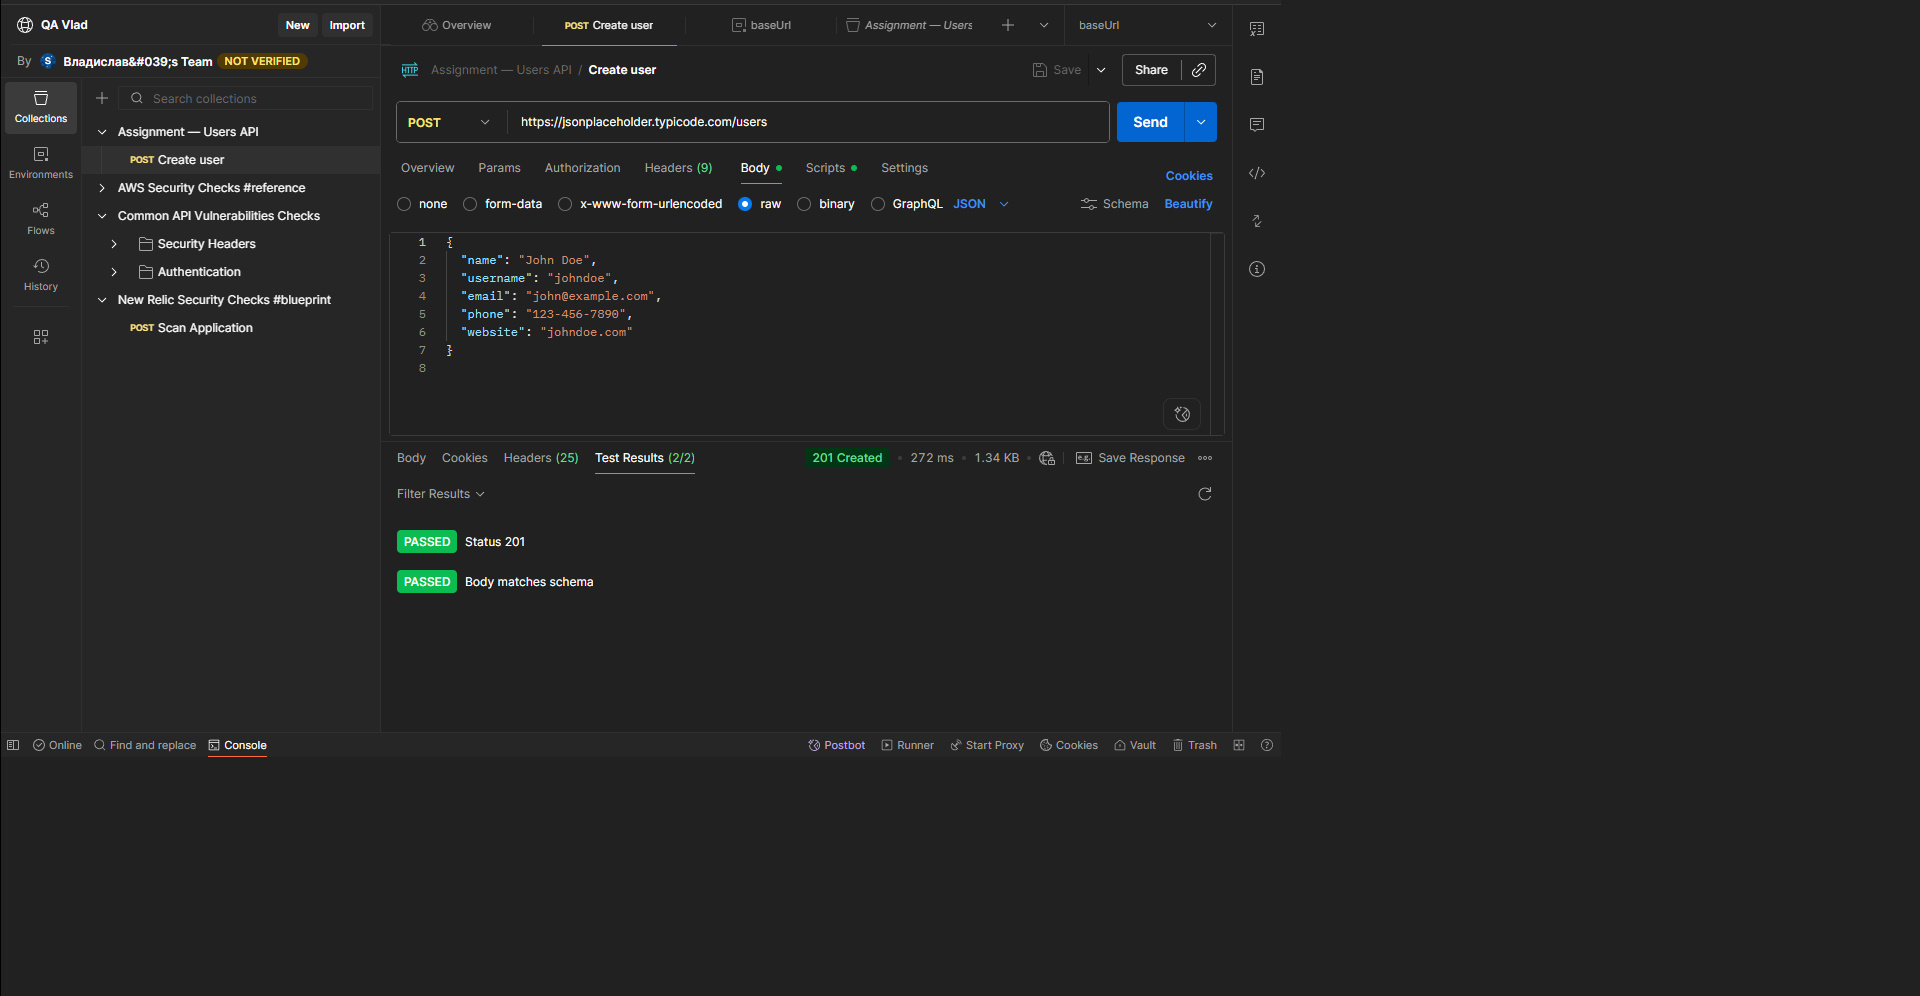 QA Vlad
New
Import
By Владислав&#039;s Team NOT VERIFIED
Collections
Environments
Flows
History
Search collections
Assignment — Users API
POST Create user
AWS Security Checks #reference
Common API Vulnerabilities Checks
Security Headers
Authentication
New Relic Security Checks #blueprint
POST Scan Application
Overview
POST Create user
baseUrl
Assignment — Users
baseUrl
HTTP Assignment — Users API / Create user
Save
Share
POST https://jsonplaceholder.typicode.com/users
Send
Overview Params Authorization Headers (9) Body Scripts Settings
Cookies
none form-data x-www-form-urlencoded raw binary GraphQL JSON
Schema Beautify
1 {
2 "name": "John Doe",
3 "username": "johndoe",
4 "email": "john@example.com",
5 "phone": "123-456-7890",
6 "website": "johndoe.com"
7 }
8
Body Cookies Headers (25) Test Results (2/2)
201 Created 272 ms 1.34 KB e.g. Save Response
Filter Results
PASSED Status 201
PASSED Body matches schema
Online Find and replace Console
Postbot Runner Start Proxy Cookies Vault Trash